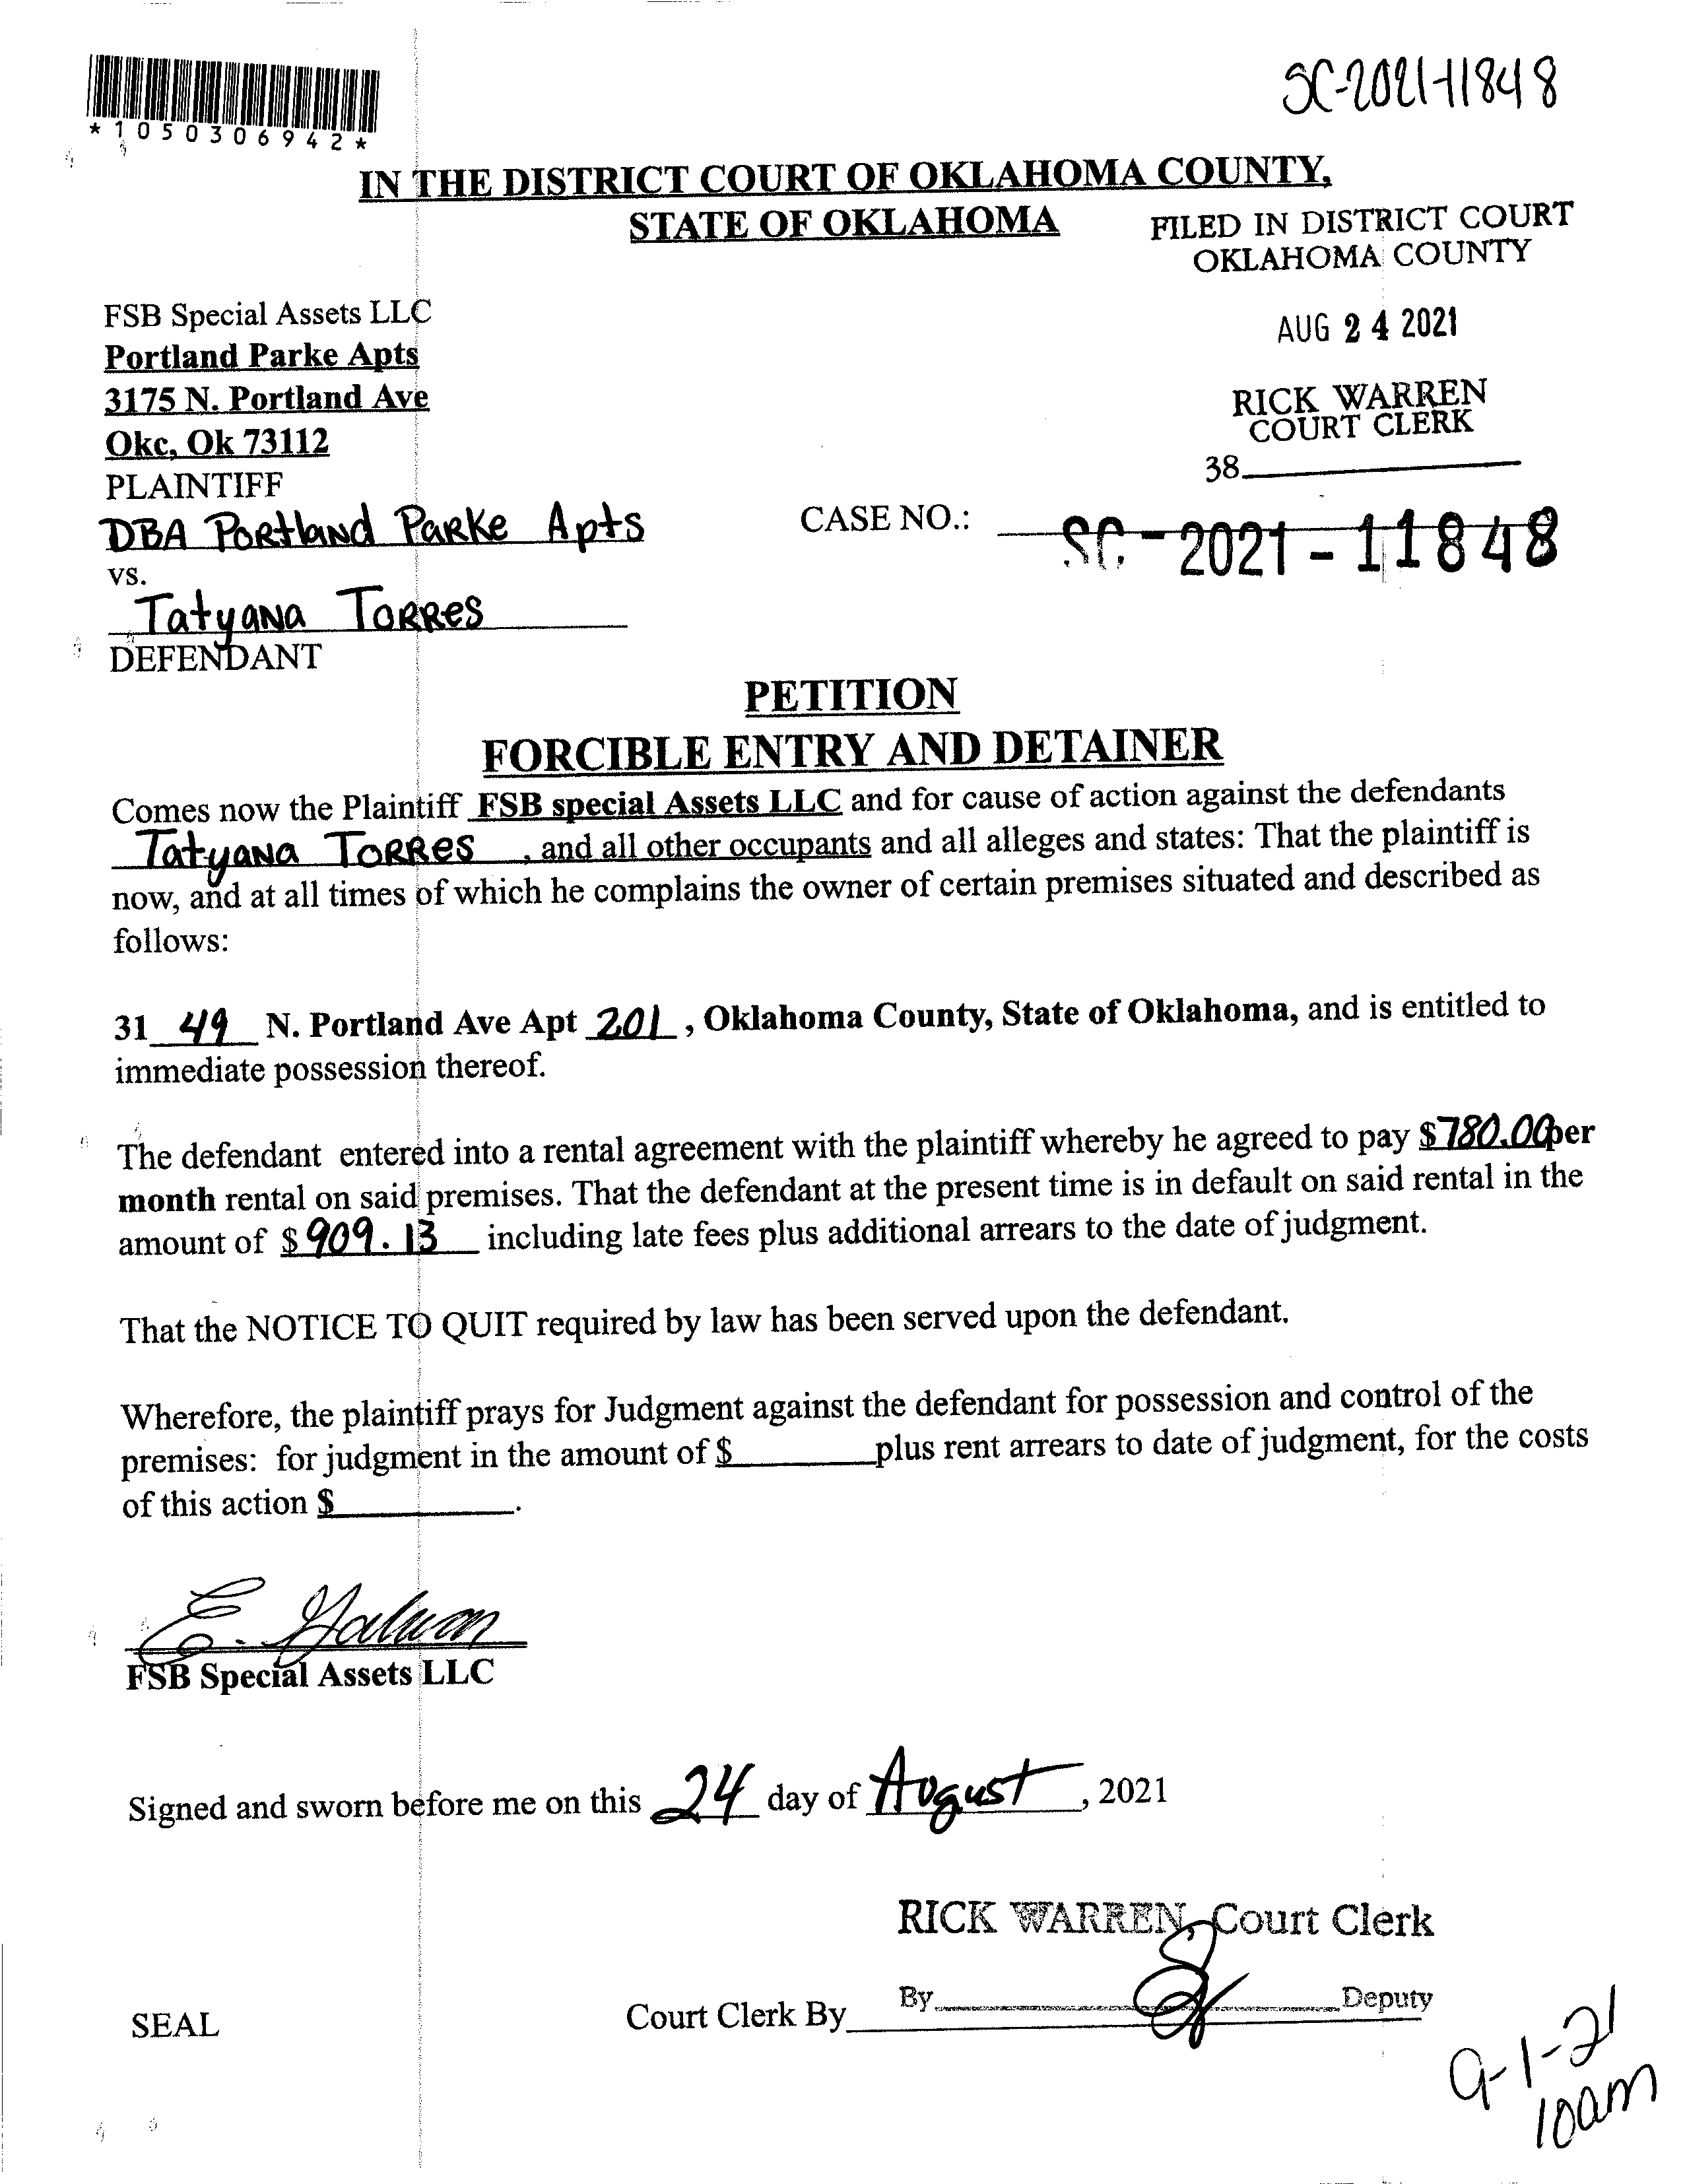 SC-2021-11848
*1050306942*
IN THE DISTRICT COURT OF OKLAHOMA COUNTY,
STATE OF OKLAHOMA
FILED IN DISTRICT COURT
OKLAHOMA COUNTY
AUG 24 2021
RICK WARREN
COURT CLERK
38
FSB Special Assets LLC
Portland Parke Apts
3175 N. Portland Ave
Okc, Ok 73112
PLAINTIFF
DBA Portland Parke Apts
CASE NO.: SC-2021-11848
vs.
Tatyana Torres
DEFENDANT
PETITION
FORCIBLE ENTRY AND DETAINER
Comes now the Plaintiff FSB special Assets LLC and for cause of action against the defendants
Tatyana Torres, and all other occupants and all alleges and states: That the plaintiff is
now, and at all times of which he complains the owner of certain premises situated and described as
follows:
31 49 N. Portland Ave Apt 201, Oklahoma County, State of Oklahoma, and is entitled to
immediate possession thereof.
The defendant entered into a rental agreement with the plaintiff whereby he agreed to pay $780.00 per
month rental on said premises. That the defendant at the present time is in default on said rental in the
amount of $909.13 including late fees plus additional arrears to the date of judgment.
That the NOTICE TO QUIT required by law has been served upon the defendant.
Wherefore, the plaintiff prays for Judgment against the defendant for possession and control of the
premises: for judgment in the amount of $ plus rent arrears to date of judgment, for the costs
of this action $ .
FSB Special Assets LLC
Signed and sworn before me on this 24 day of August, 2021
RICK WARREN, Court Clerk
SEAL
Court Clerk By
By Deputy
9-1-21
10am